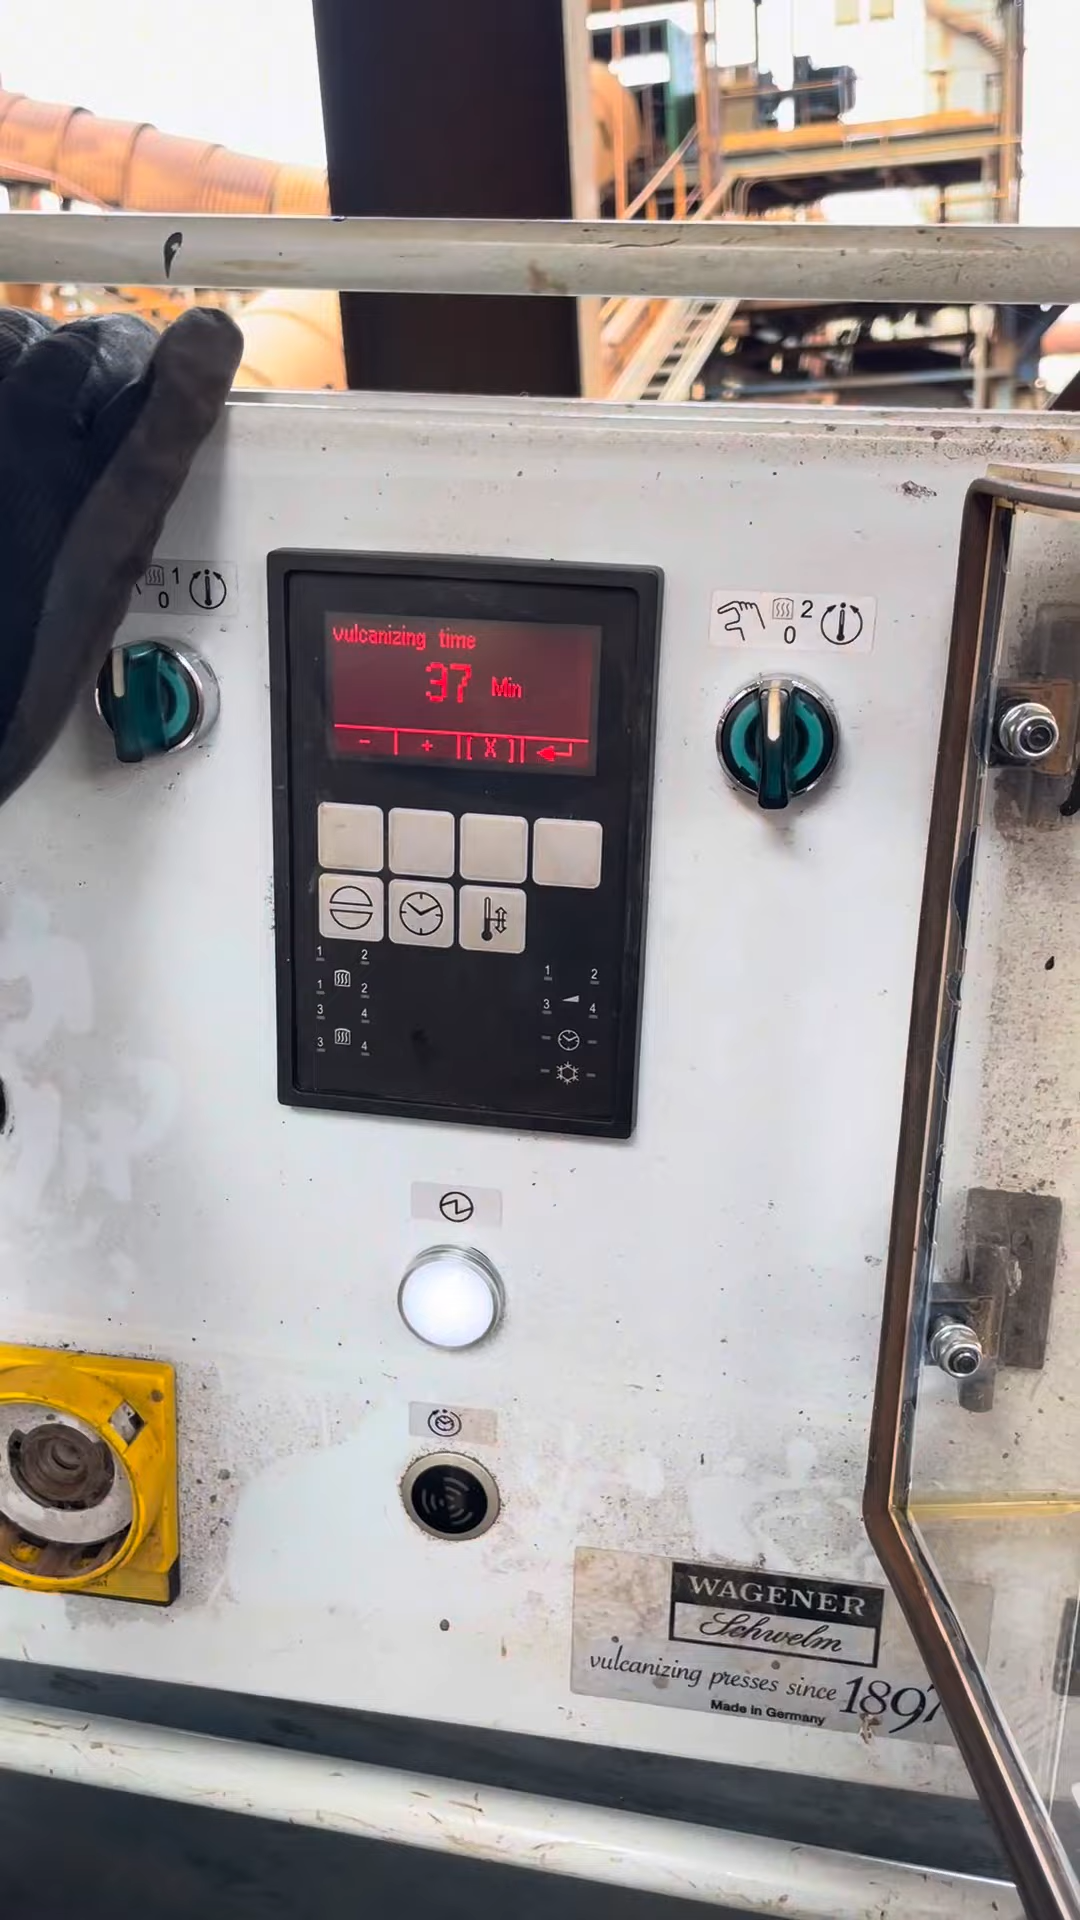 1
0
2
0
vulcanizing time
37 Min
- | + |[ X ]|
1 2
1 2
3 4
3 4
1 2
3 4
WAGENER
Schwelm
vulcanizing presses since 1897
Made in Germany